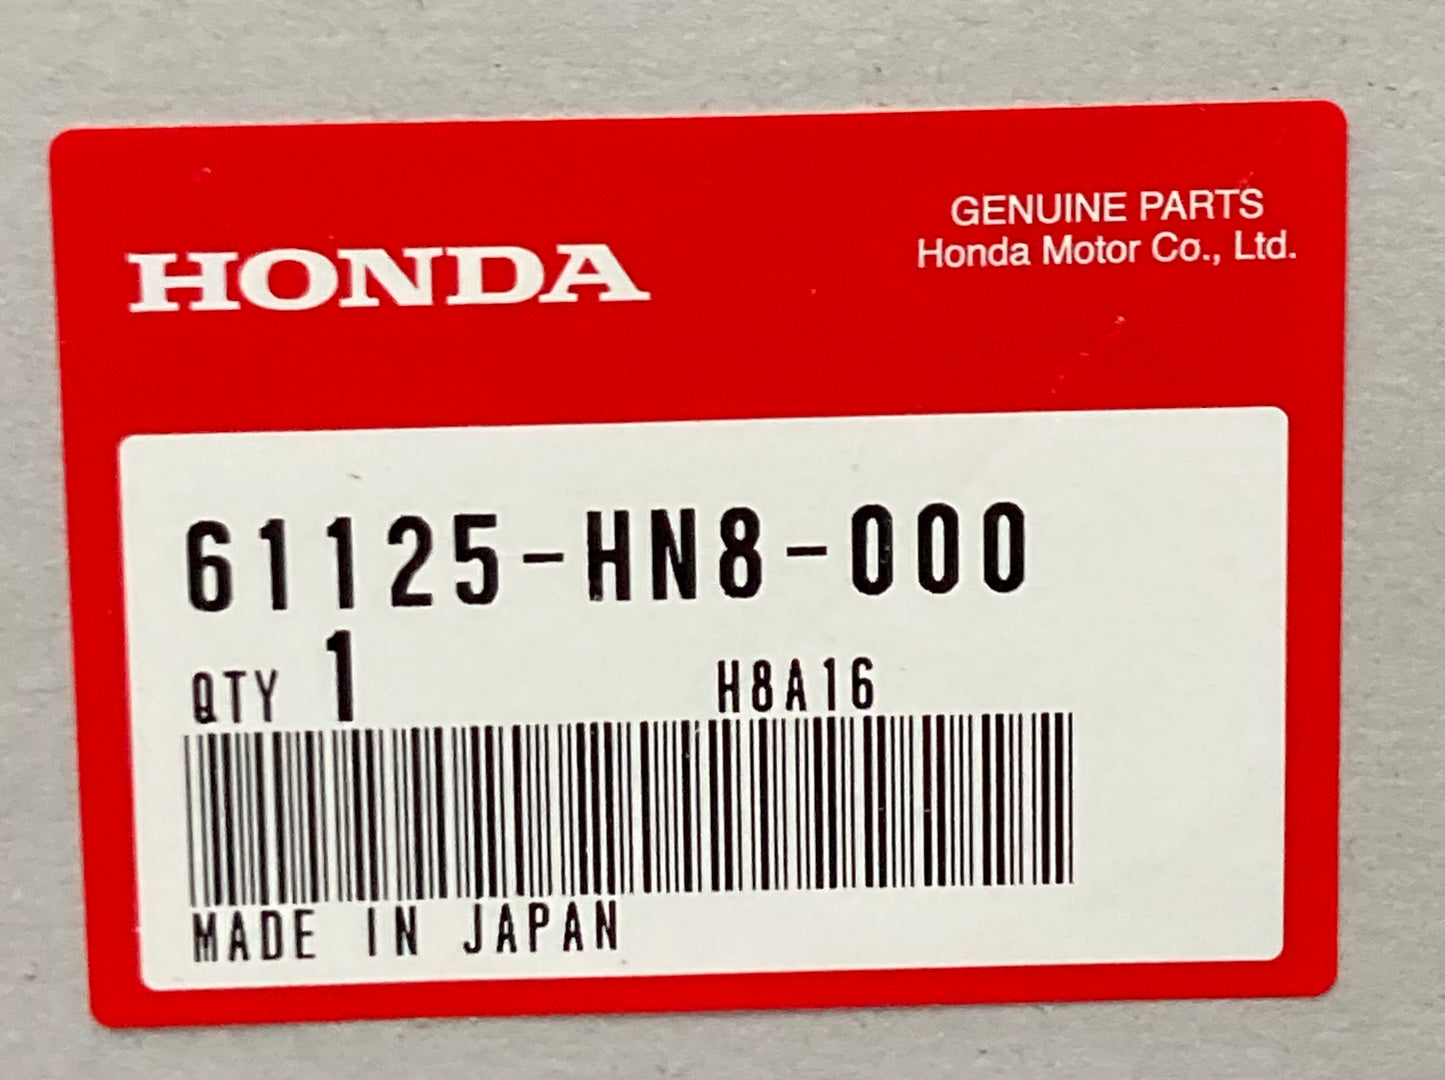 HONDA
GENUINE PARTS
Honda Motor Co., Ltd.
61125-HN8-000
QTY 1 H8A16
MADE IN JAPAN